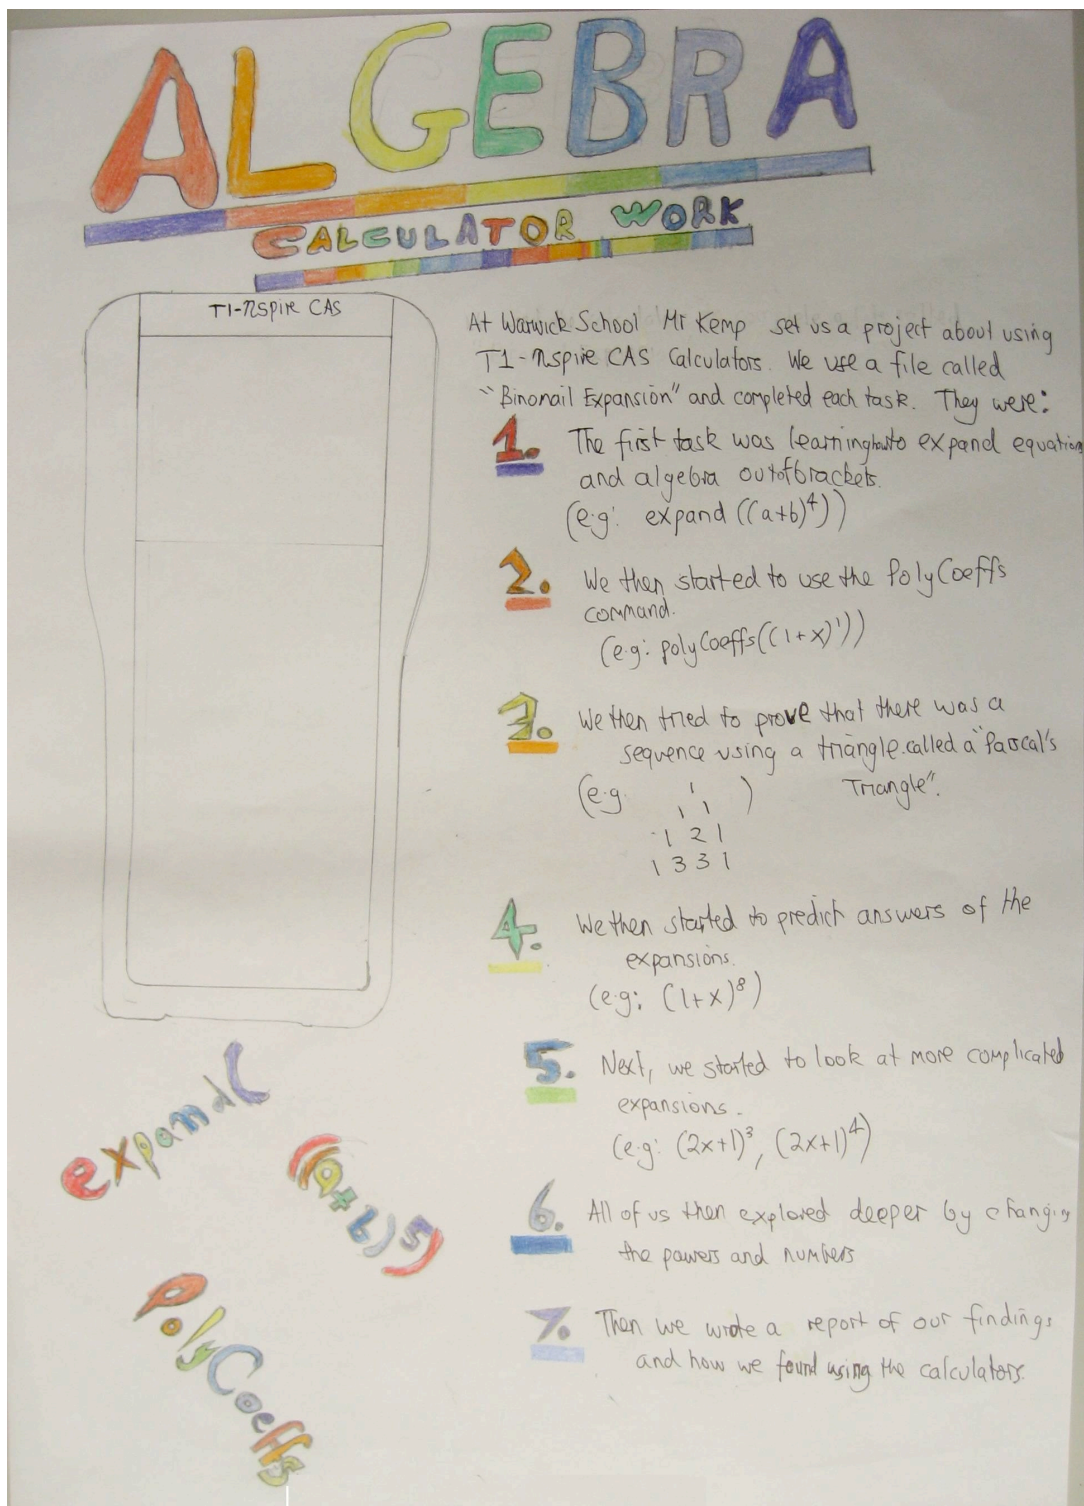 ALGEBRA
CALCULATOR WORK
TI-nspire CAS
At Warwick School Mr Kemp set us a project about using
TI-nspire CAS Calculators. We use a file called
"Binomail Expansion" and completed each task. They were:
1. The first task was learning how to expand equations
and algebra out of brackets.
(e.g: expand ((a+b)⁴))
2. We then started to use the PolyCoeffs
command.
(e.g: polyCoeffs((1+x)¹))
3. We then tried to prove that there was a
sequence using a triangle called a "Pascal's
Triangle".
(e.g. 1 )
1 1
1 2 1
1 3 3 1
4. We then started to predict answers of the
expansions.
(e.g: (1+x)⁸)
5. Next, we started to look at more complicated
expansions.
(e.g: (2x+1)³, (2x+1)⁴)
6. All of us then explored deeper by changing
the powers and numbers
7. Then we wrote a report of our findings
and how we found using the calculators.
expand(
((a+b)5)
PolyCoeffs